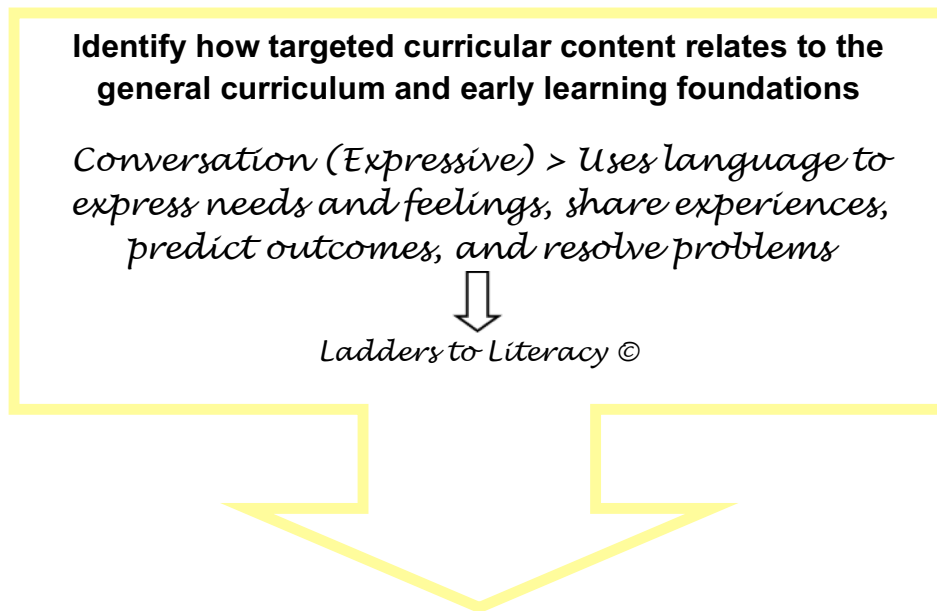 Identify how targeted curricular content relates to the
general curriculum and early learning foundations
Conversation (Expressive) > Uses language to
express needs and feelings, share experiences,
predict outcomes, and resolve problems
Ladders to Literacy ©